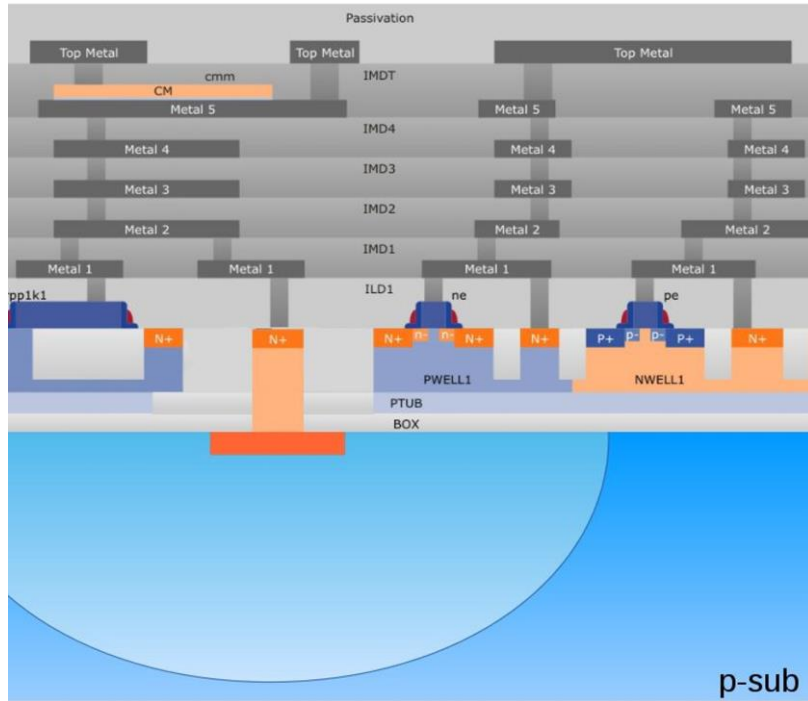 Passivation
Top Metal
Top Metal
Top Metal
cmm
IMDT
CM
Metal 5
Metal 5
Metal 5
IMD4
Metal 4
Metal 4
Metal 4
IMD3
Metal 3
Metal 3
Metal 3
IMD2
Metal 2
Metal 2
Metal 2
IMD1
Metal 1
Metal 1
Metal 1
Metal 1
rpp1k1
ILD1
ne
pe
N+
N+
N+
n-
n-
N+
N+
P+
p-
p-
P+
N+
PWELL1
NWELL1
PTUB
BOX
p-sub